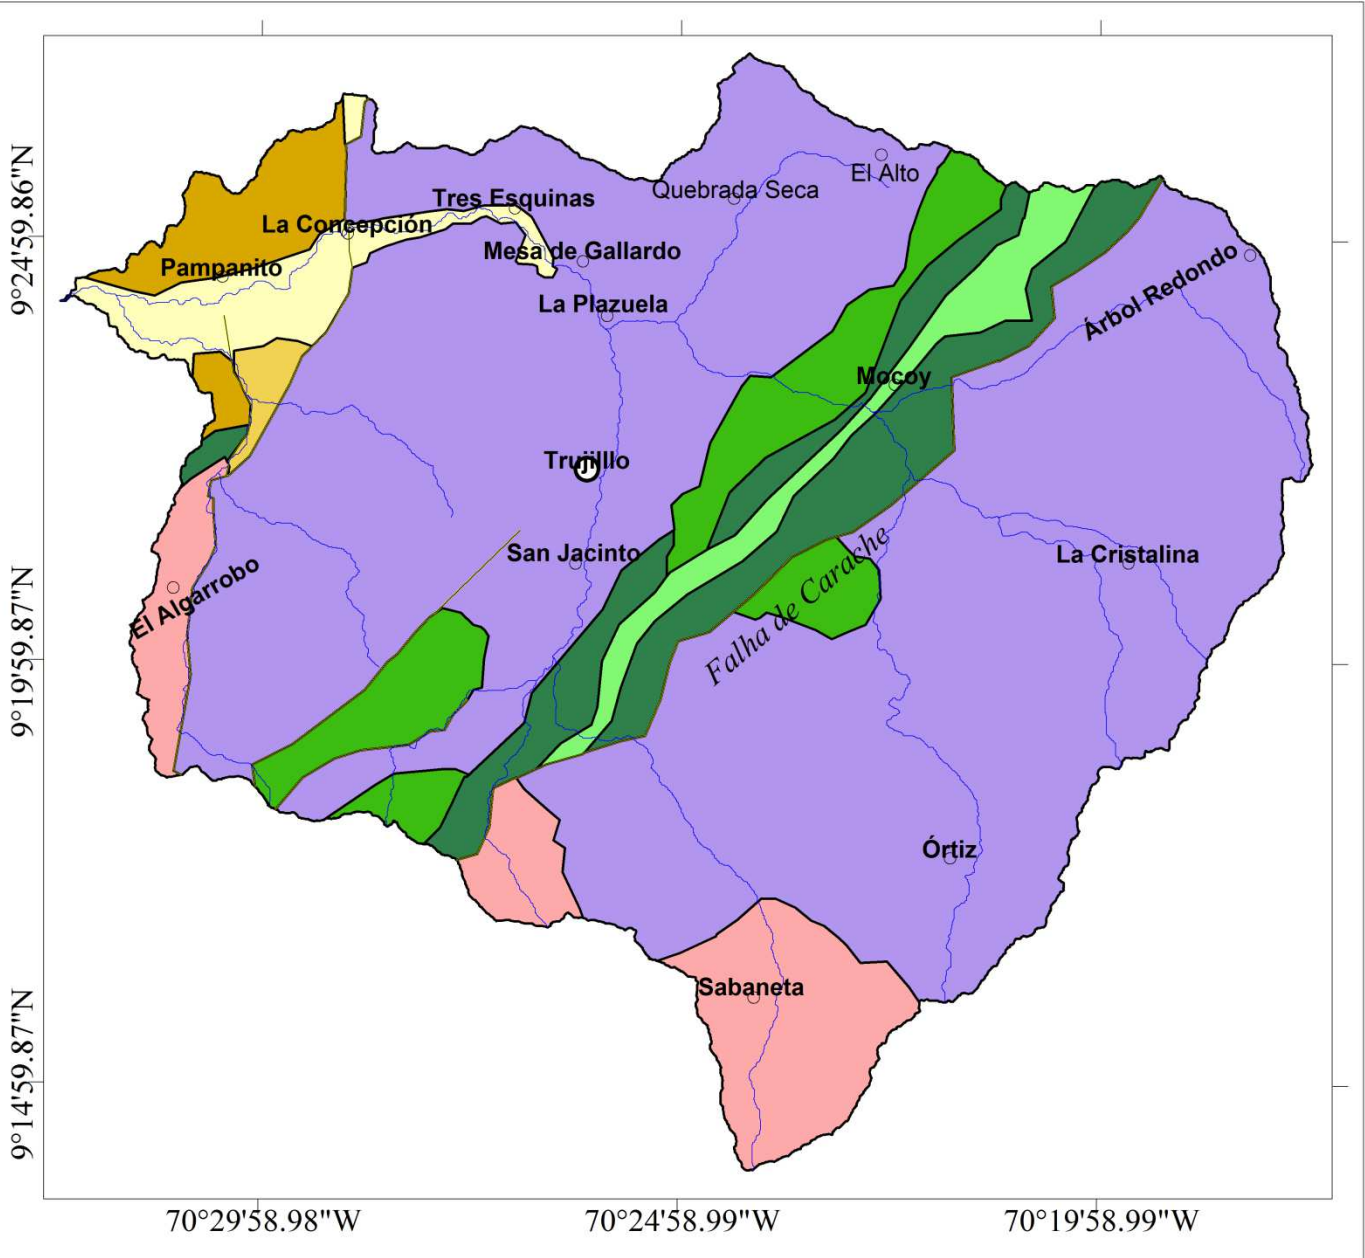 El Alto
Quebrada Seca
Tres Esquinas
La Concepción
Mesa de Gallardo
Árbol Redondo
Pampanito
La Plazuela
Mocoy
Trujilllo
San Jacinto
La Cristalina
El Algarrobo
Falha de Carache
Órtiz
Sabaneta
9°24'59.86"N
9°19'59.87"N
9°14'59.87"N
70°29'58.98"W
70°24'58.99"W
70°19'58.99"W